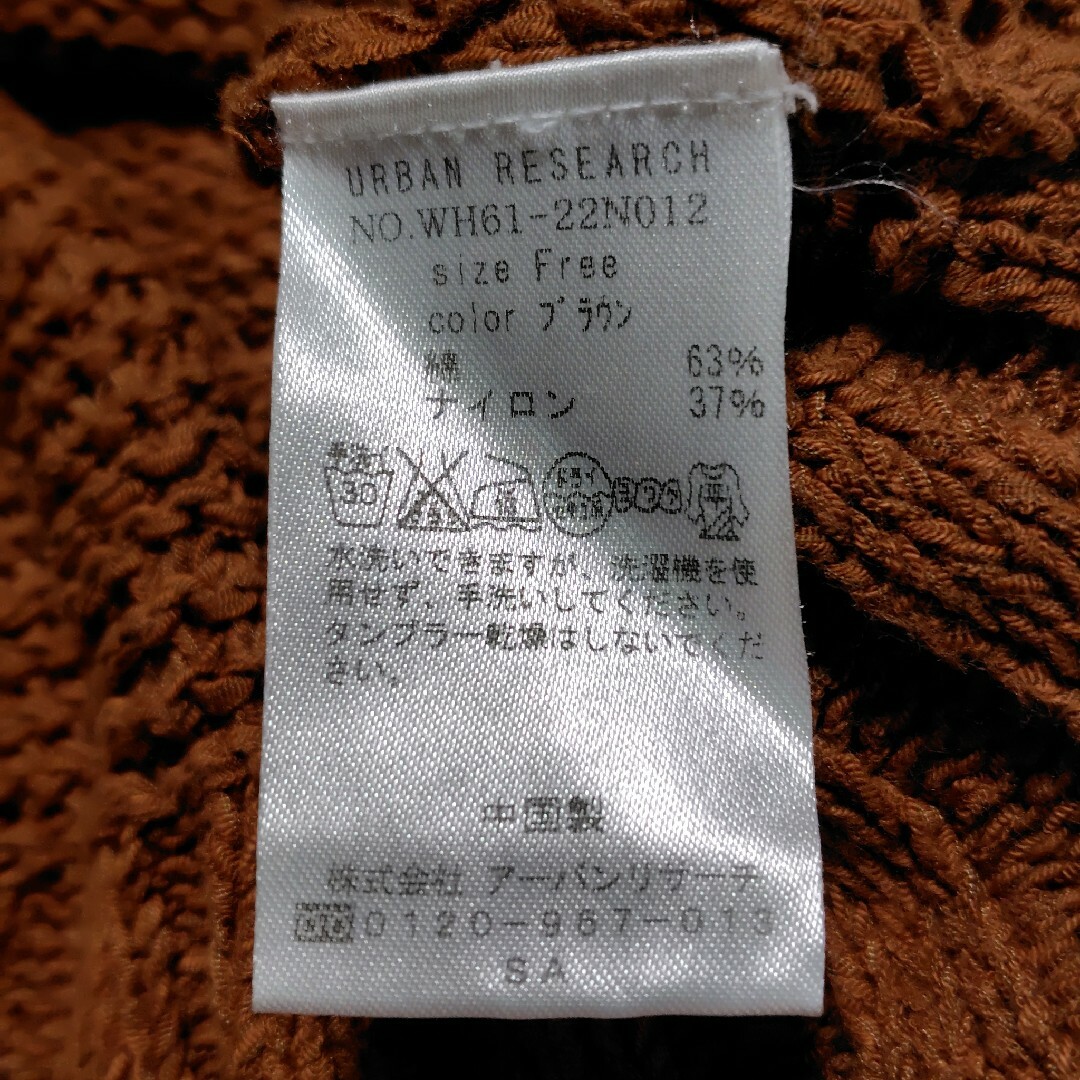 URBAN RESEARCH
NO.WH61-22N012
size Free
color ブラウン
綿 63%
ナイロン 37%
30
平
水洗いできますが、洗濯機を使
用せず、手洗いしてください。
タンブラー乾燥はしないでくだ
さい。
中国製
株式会社 アーバンリサーチ
0120-967-013
SA